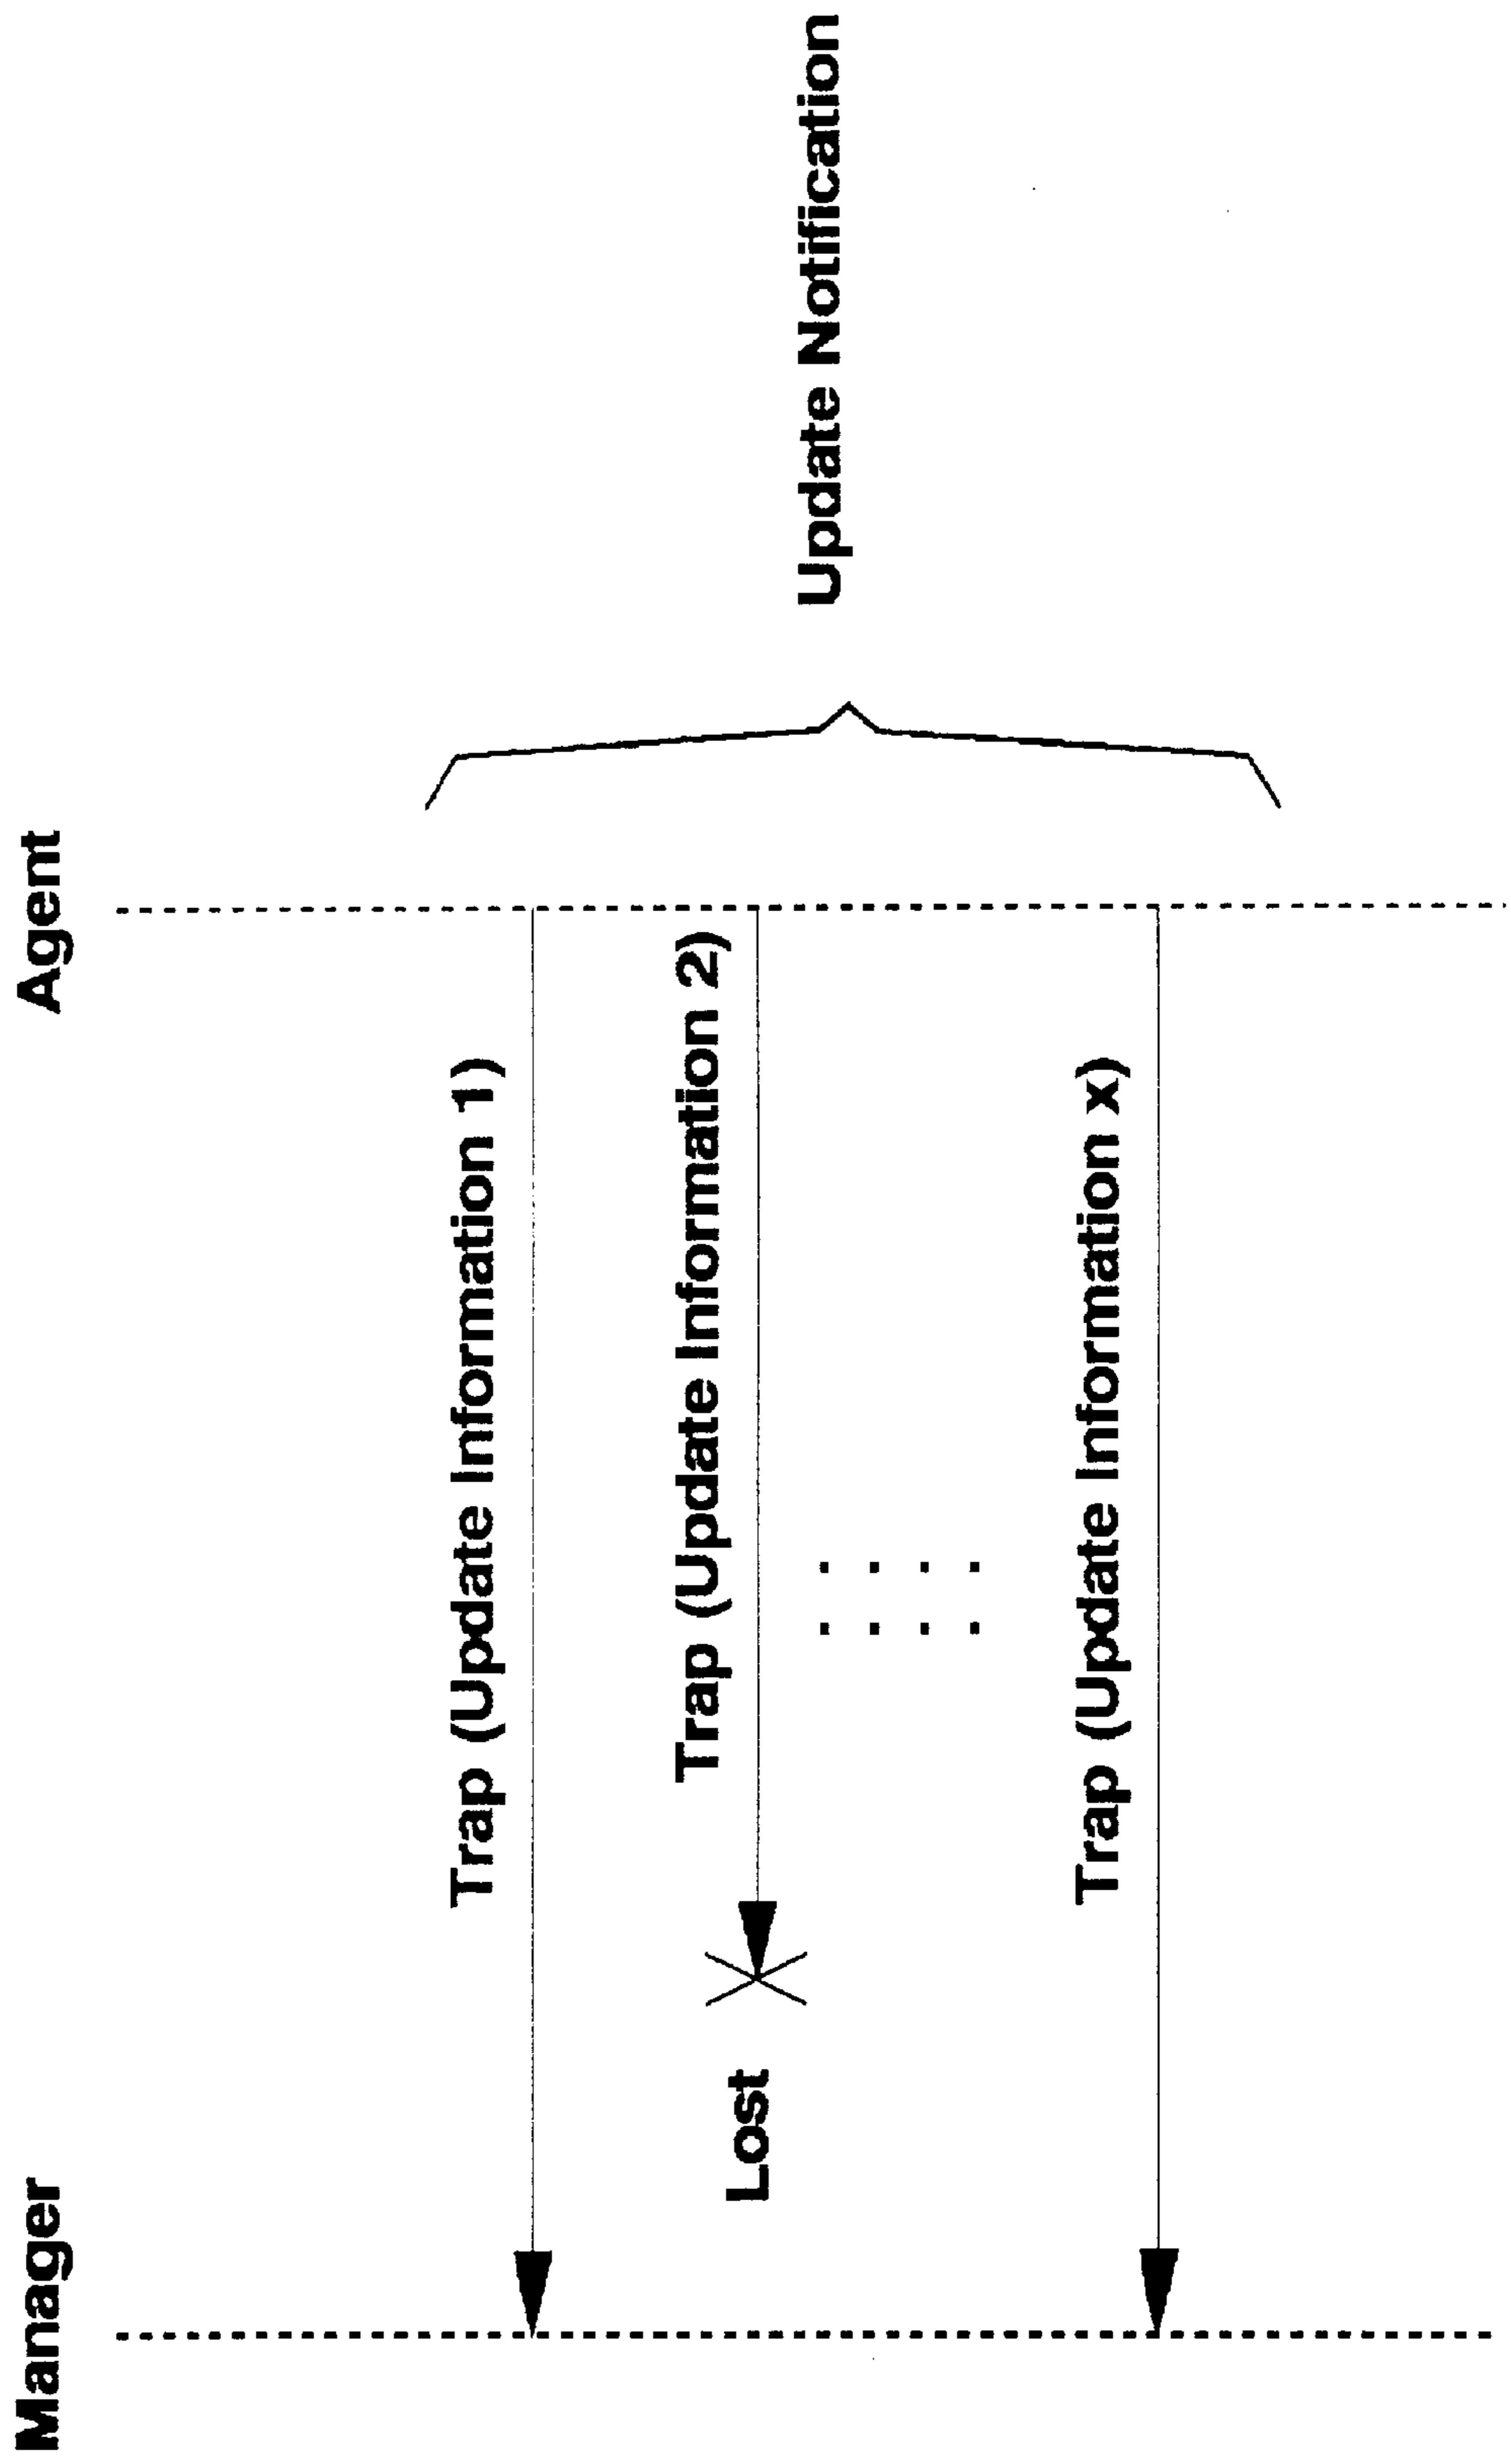 Manager
Agent
Trap (Update Information 1)
Trap (Update Information 2)
Lost
Trap (Update Information x)
Update Notification